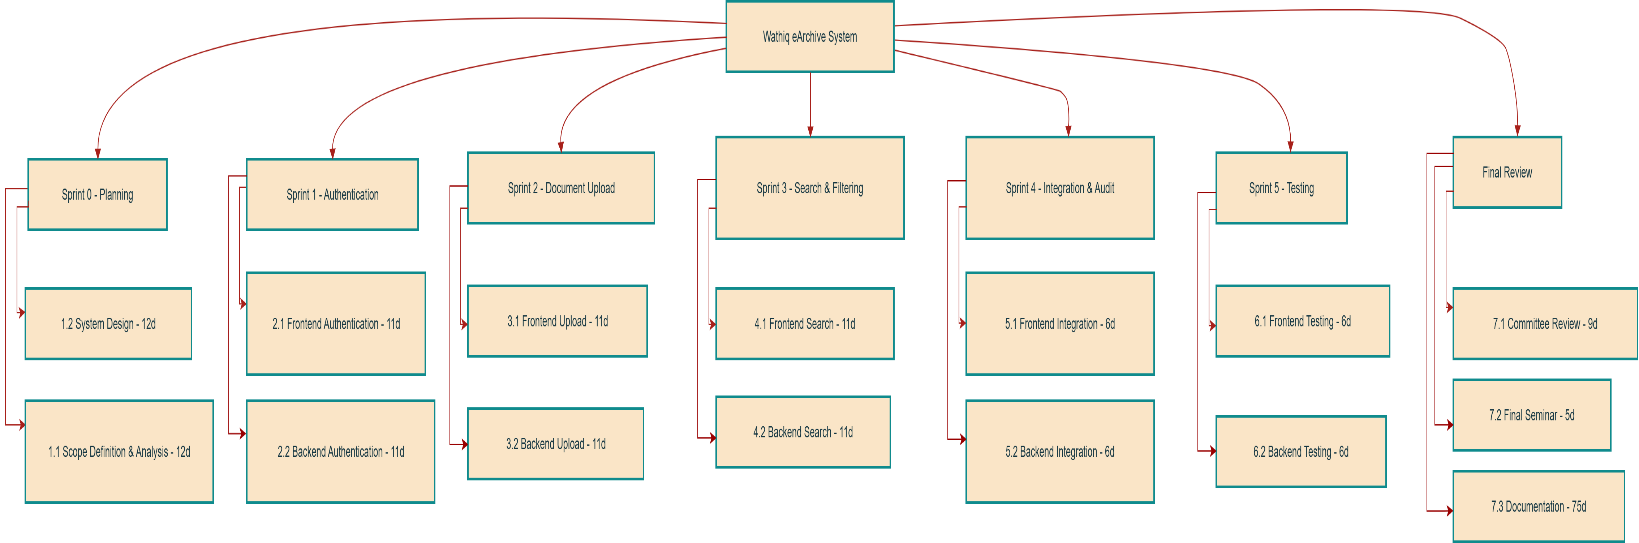 Wathiq eArchive System
Sprint 0 - Planning
Sprint 1 - Authentication
Sprint 2 - Document Upload
Sprint 3 - Search & Filtering
Sprint 4 - Integration & Audit
Sprint 5 - Testing
Final Review
1.2 System Design - 12d
2.1 Frontend Authentication - 11d
3.1 Frontend Upload - 11d
4.1 Frontend Search - 11d
5.1 Frontend Integration - 6d
6.1 Frontend Testing - 6d
7.1 Committee Review - 9d
7.2 Final Seminar - 5d
1.1 Scope Definition & Analysis - 12d
2.2 Backend Authentication - 11d
3.2 Backend Upload - 11d
4.2 Backend Search - 11d
5.2 Backend Integration - 6d
6.2 Backend Testing - 6d
7.3 Documentation - 75d